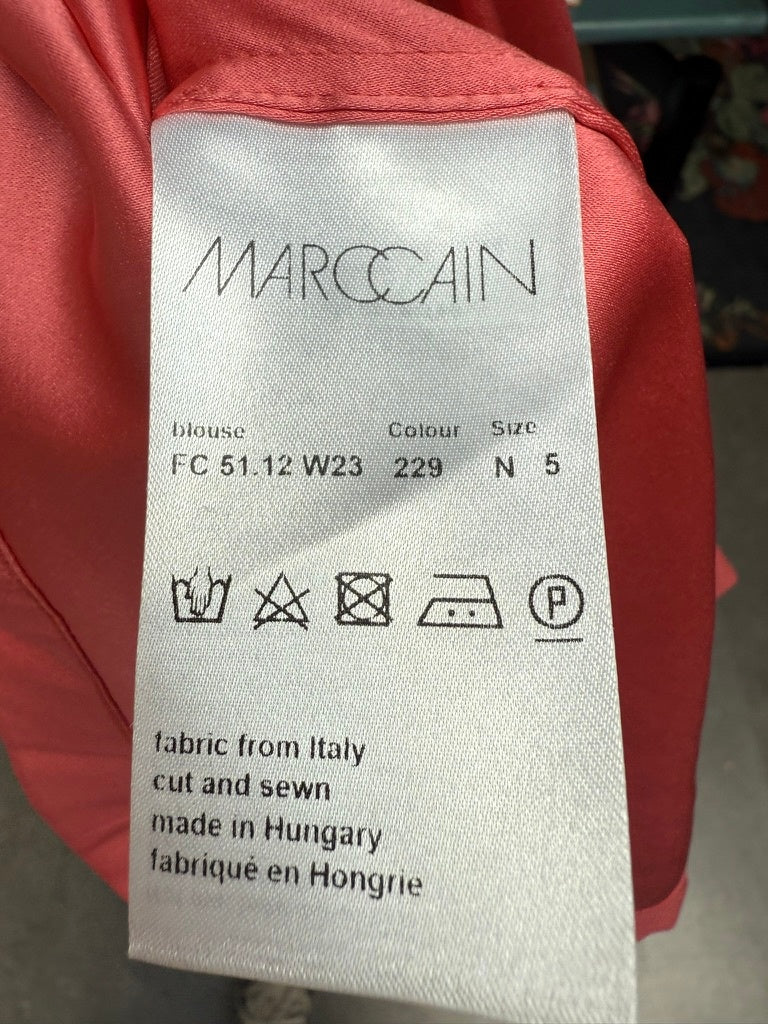 MARCCAIN
blouse Colour Size
FC 51.12 W23 229 N 5
P
fabric from Italy
cut and sewn
made in Hungary
fabriqué en Hongrie